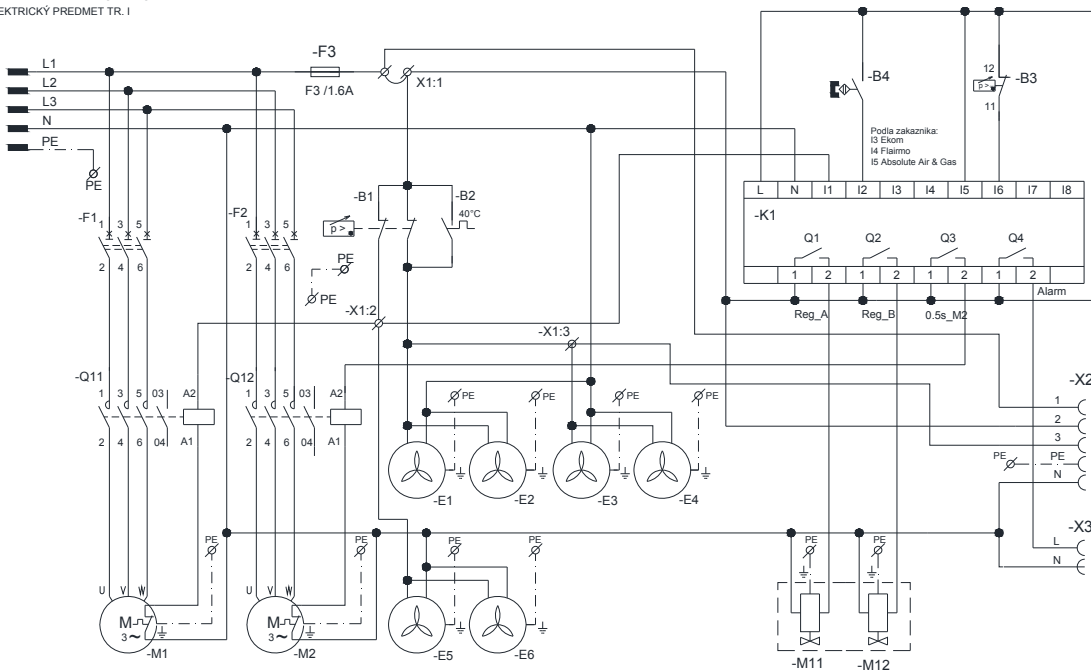 EKTRICKÝ PREDMET TR. I
L1
L2
L3
N
PE
PE
-F3
F3 /1.6A
X1:1
-B4
12
-B3
p >
11
Podla zakaznika:
I3 Ekom
I4 Flairmo
I5 Absolute Air & Gas
L N I1 I2 I3 I4 I5 I6 I7 I8
-K1
Q1 Q2 Q3 Q4
1 2 1 2 1 2 1 2
Alarm
Reg_A Reg_B 0.5s_M2
-F1
1 3 5
2 4 6
-F2
1 3 5
2 4 6
-B1
-B2
p >
40°C
PE
PE
-X1:2
-X1:3
-Q11
1 3 5 03 A2
2 4 6 04 A1
-Q12
1 3 5 03 A2
2 4 6 04 A1
PE PE PE PE
-E1 -E2 -E3 -E4
-X2
1
2
3
PE PE
N
-X3
L
N
PE PE PE PE PE PE
U V W
M
3 ~
-M1
U V W
M
3 ~
-M2
-E5 -E6
-M11 -M12